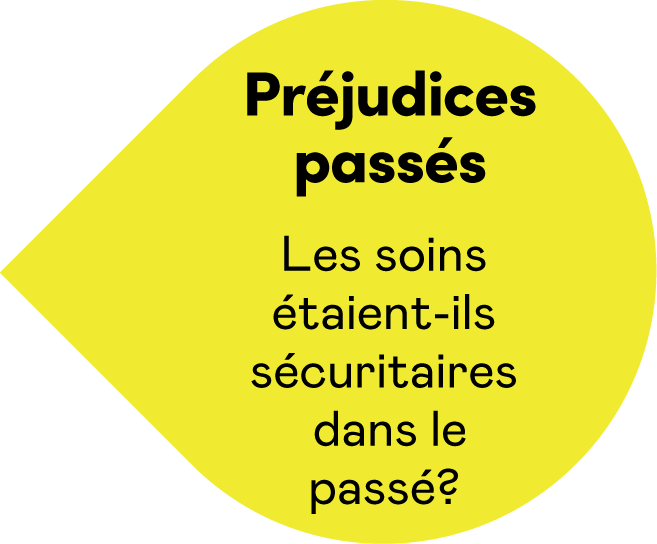 Préjudices
passés
Les soins
étaient-ils
sécuritaires
dans le
passé?